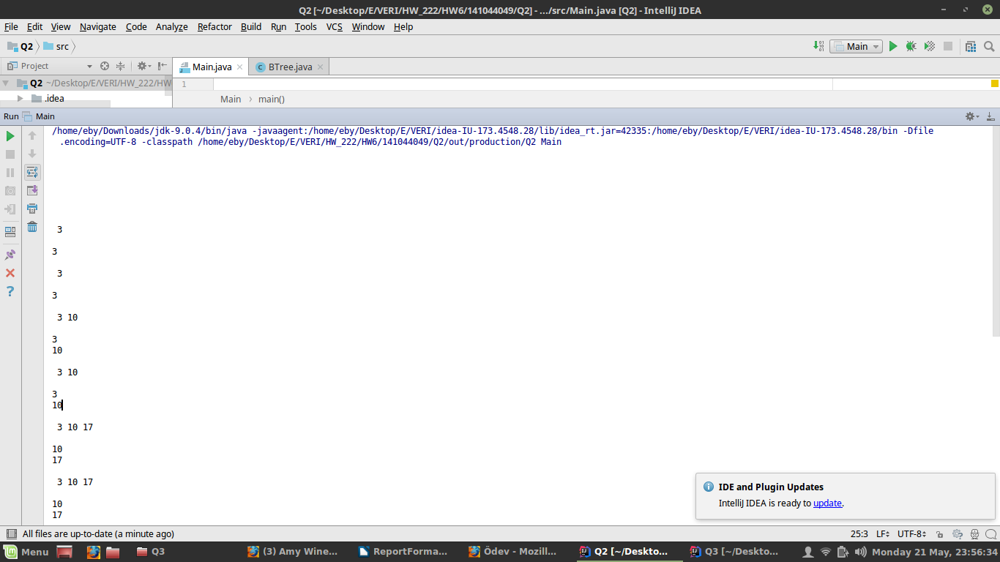 Q2 [~/Desktop/E/VERI/HW_222/HW6/141044049/Q2] - .../src/Main.java [Q2] - IntelliJ IDEA
File Edit View Navigate Code Analyze Refactor Build Run Tools VCS Window Help
Q2 src Main
Project Main.java BTree.java
Q2 ~/Desktop/E/VERI/HW_222/HW 1
.idea Main main()
Run Main
/home/eby/Downloads/jdk-9.0.4/bin/java -javaagent:/home/eby/Desktop/E/VERI/idea-IU-173.4548.28/lib/idea_rt.jar=42335:/home/eby/Desktop/E/VERI/idea-IU-173.4548.28/bin -Dfile
.encoding=UTF-8 -classpath /home/eby/Desktop/E/VERI/HW_222/HW6/141044049/Q2/out/production/Q2 Main
3
3
3
3
3 10
3
10
3 10
3
10
3 10 17
10
17
3 10 17
10
17
IDE and Plugin Updates
IntelliJ IDEA is ready to update.
All files are up-to-date (a minute ago) 25:3 LF UTF-8
Menu Q3 (3) Amy Wine... ReportForma... Ödev - Mozill... Q2 [~/Deskto... Q3 [~/Deskto... Monday 21 May, 23:56:34